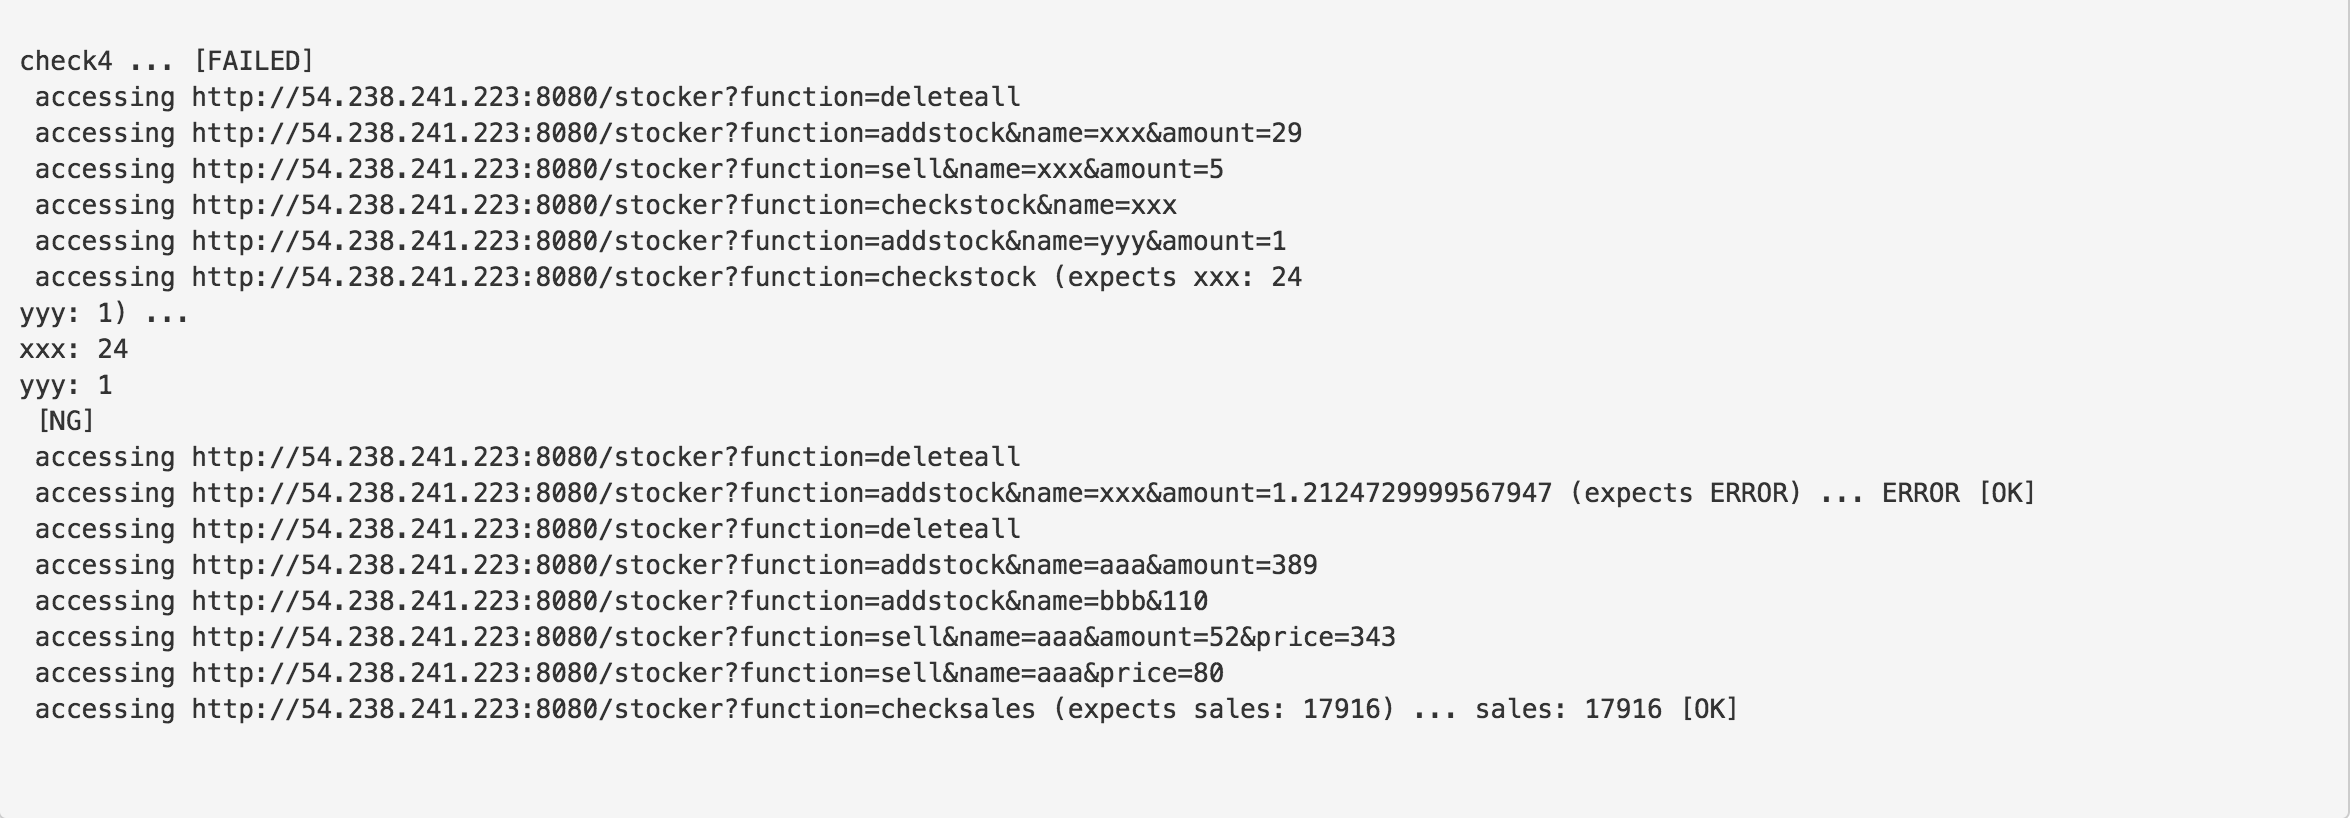 check4 ... [FAILED]
accessing http://54.238.241.223:8080/stocker?function=deleteall
accessing http://54.238.241.223:8080/stocker?function=addstock&name=xxx&amount=29
accessing http://54.238.241.223:8080/stocker?function=sell&name=xxx&amount=5
accessing http://54.238.241.223:8080/stocker?function=checkstock&name=xxx
accessing http://54.238.241.223:8080/stocker?function=addstock&name=yyy&amount=1
accessing http://54.238.241.223:8080/stocker?function=checkstock (expects xxx: 24
yyy: 1) ...
xxx: 24
yyy: 1
[NG]
accessing http://54.238.241.223:8080/stocker?function=deleteall
accessing http://54.238.241.223:8080/stocker?function=addstock&name=xxx&amount=1.2124729999567947 (expects ERROR) ... ERROR [OK]
accessing http://54.238.241.223:8080/stocker?function=deleteall
accessing http://54.238.241.223:8080/stocker?function=addstock&name=aaa&amount=389
accessing http://54.238.241.223:8080/stocker?function=addstock&name=bbb&110
accessing http://54.238.241.223:8080/stocker?function=sell&name=aaa&amount=52&price=343
accessing http://54.238.241.223:8080/stocker?function=sell&name=aaa&price=80
accessing http://54.238.241.223:8080/stocker?function=checksales (expects sales: 17916) ... sales: 17916 [OK]